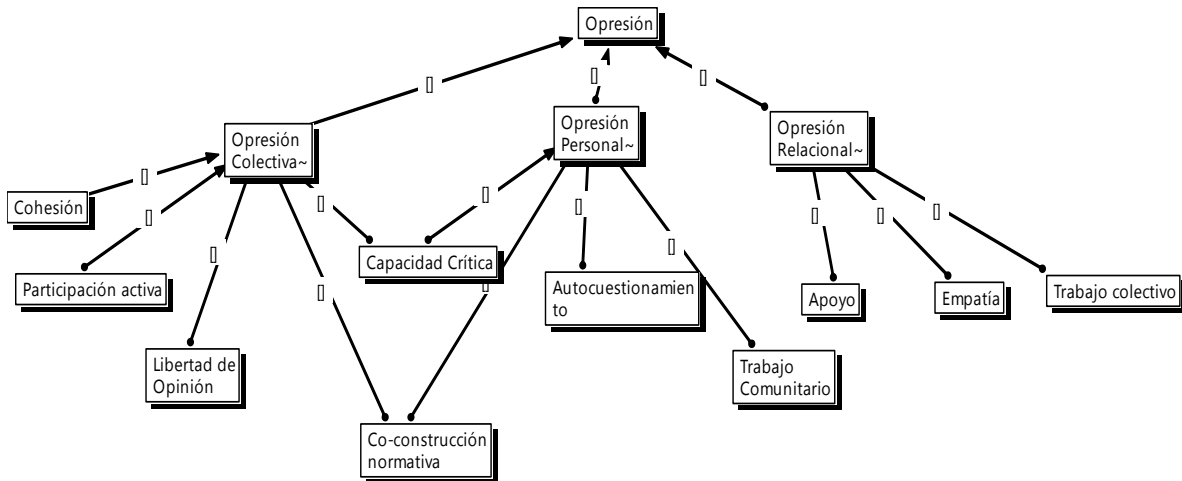 Opresión
Opresión
Colectiva~
Opresión
Personal~
Opresión
Relacional~
Cohesión
Participación activa
Capacidad Crítica
Autocuestionamien
to
Apoyo
Empatía
Trabajo colectivo
Libertad de
Opinión
Trabajo
Comunitario
Co-construcción
normativa